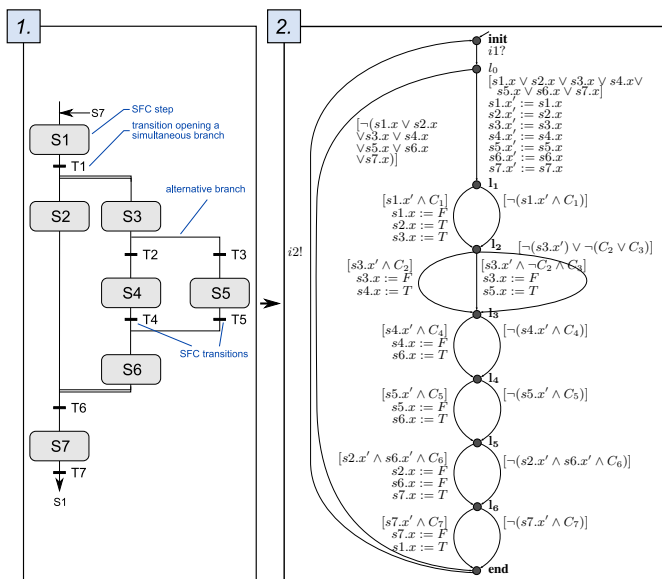 1.
S7
SFC step
S1
transition opening a
simultaneous branch
T1
S2
S3
alternative branch
T2
T3
S4
S5
T4
T5
SFC transitions
S6
T6
S7
T7
S1
2.
init
i1?
l₀
[s1.x ∨ s2.x ∨ s3.x ∨ s4.x∨
s5.x ∨ s6.x ∨ s7.x]
s1.x′ := s1.x
s2.x′ := s2.x
s3.x′ := s3.x
s4.x′ := s4.x
s5.x′ := s5.x
s6.x′ := s6.x
s7.x′ := s7.x
[¬(s1.x ∨ s2.x
∨s3.x ∨ s4.x
∨s5.x ∨ s6.x
∨s7.x)]
i2!
l₁
[s1.x′ ∧ C₁]
s1.x := F
s2.x := T
s3.x := T
[¬(s1.x′ ∧ C₁)]
l₂
[¬(s3.x′) ∨ ¬(C₂ ∨ C₃)]
[s3.x′ ∧ C₂]
s3.x := F
s4.x := T
[s3.x′ ∧ ¬C₂ ∧ C₃]
s3.x := F
s5.x := T
l₃
[s4.x′ ∧ C₄]
s4.x := F
s6.x := T
[¬(s4.x′ ∧ C₄)]
l₄
[s5.x′ ∧ C₅]
s5.x := F
s6.x := T
[¬(s5.x′ ∧ C₅)]
l₅
[s2.x′ ∧ s6.x′ ∧ C₆]
s2.x := F
s6.x := F
s7.x := T
[¬(s2.x′ ∧ s6.x′ ∧ C₆)]
l₆
[s7.x′ ∧ C₇]
s7.x := F
s1.x := T
[¬(s7.x′ ∧ C₇)]
end